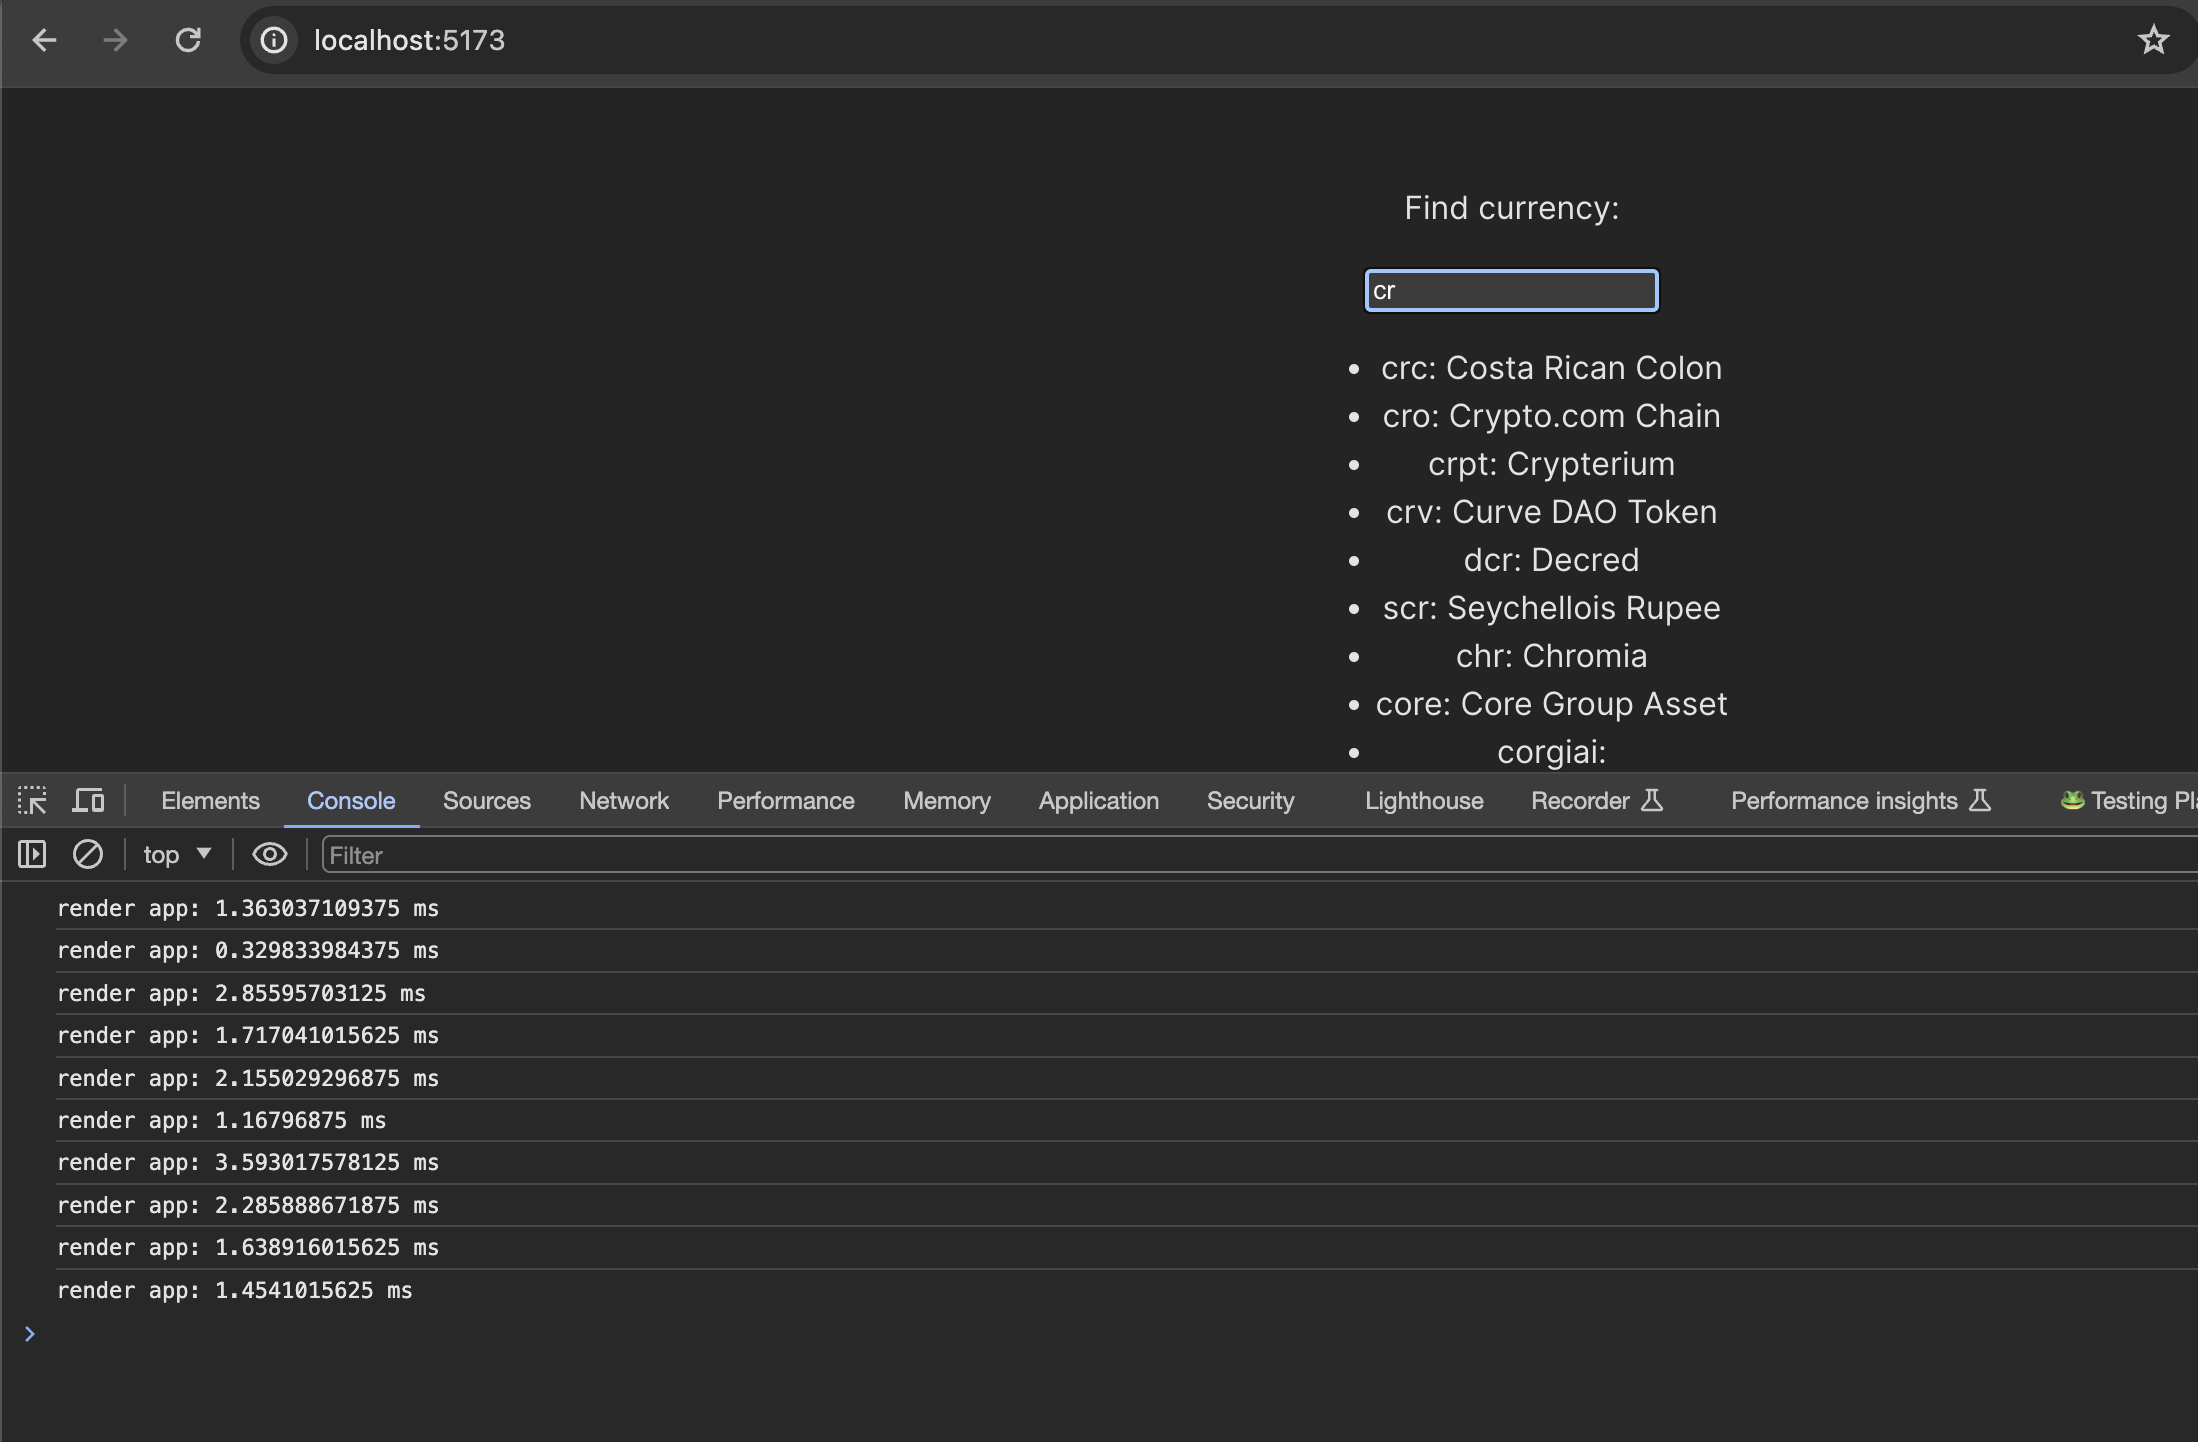 localhost:5173
Find currency:
cr
crc: Costa Rican Colon
cro: Crypto.com Chain
crpt: Crypterium
crv: Curve DAO Token
dcr: Decred
scr: Seychellois Rupee
chr: Chromia
core: Core Group Asset
corgiai:
Elements Console Sources Network Performance Memory Application Security Lighthouse Recorder Performance insights 🐸 Testing Pla
top Filter
render app: 1.363037109375 ms
render app: 0.329833984375 ms
render app: 2.85595703125 ms
render app: 1.717041015625 ms
render app: 2.155029296875 ms
render app: 1.16796875 ms
render app: 3.593017578125 ms
render app: 2.285888671875 ms
render app: 1.638916015625 ms
render app: 1.4541015625 ms